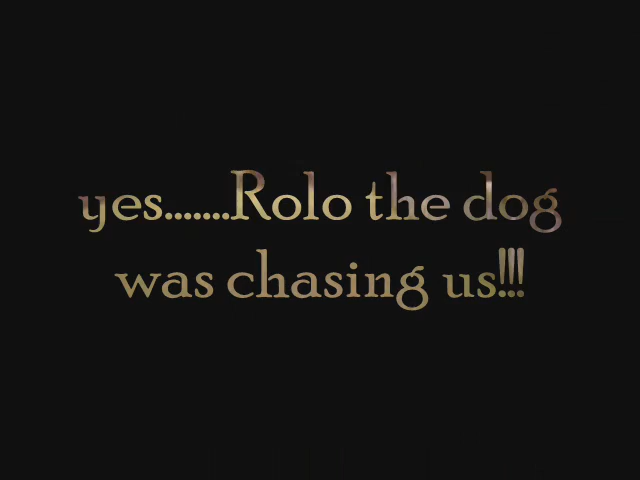 yes.......Rolo the dog
was chasing us!!!